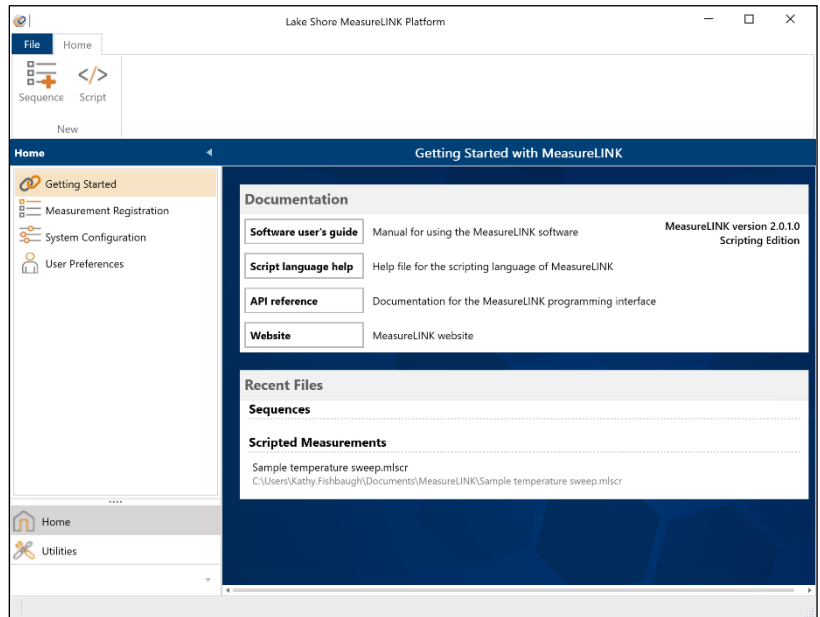 Lake Shore MeasureLINK Platform
File Home
Sequence Script
New
Home
Getting Started with MeasureLINK
Getting Started
Measurement Registration
System Configuration
User Preferences
Documentation
Software user's guide Manual for using the MeasureLINK software
MeasureLINK version 2.0.1.0
Scripting Edition
Script language help Help file for the scripting language of MeasureLINK
API reference Documentation for the MeasureLINK programming interface
Website MeasureLINK website
Recent Files
Sequences
Scripted Measurements
Sample temperature sweep.mlscr
C:\Users\Kathy.Fishbaugh\Documents\MeasureLINK\Sample temperature sweep.mlscr
Home
Utilities